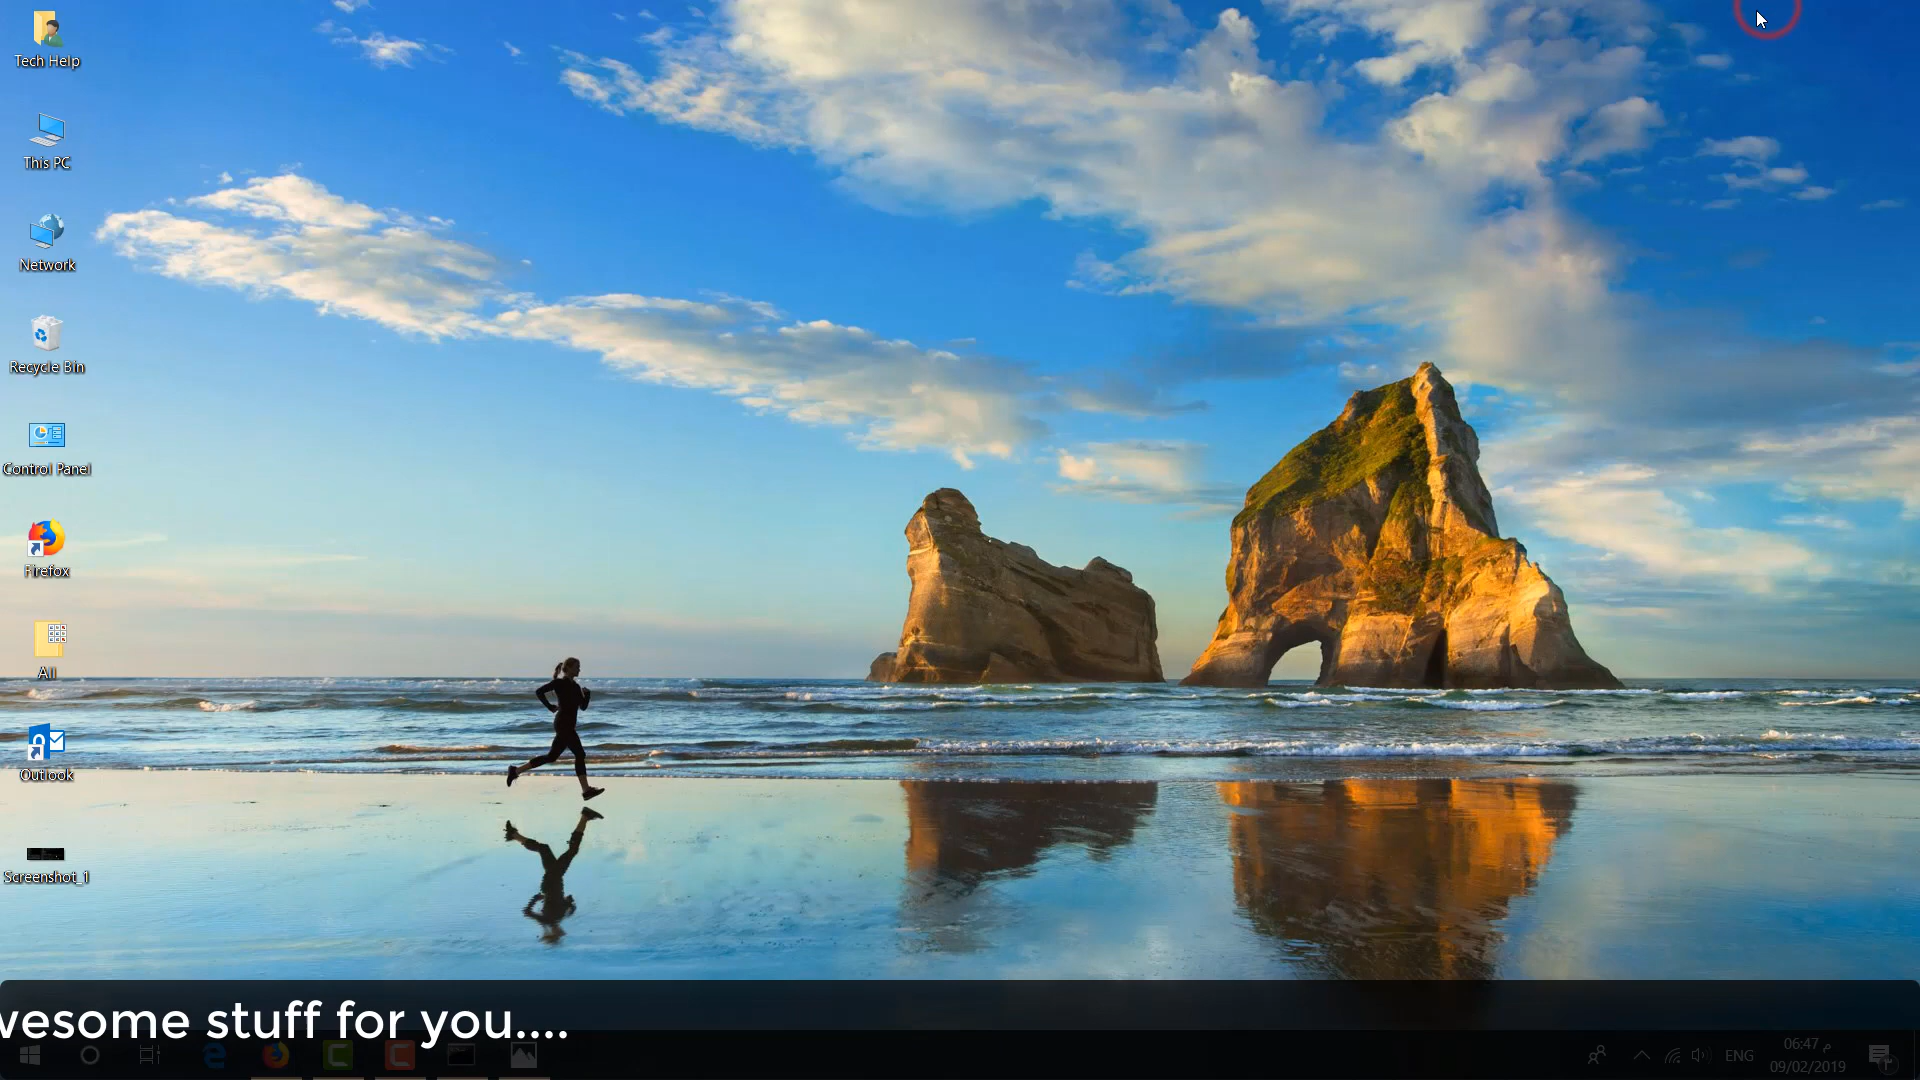 Tech Help
This PC
Network
Recycle Bin
Control Panel
Firefox
All
Outlook
Screenshot_1
wesome stuff for you....
ENG
06:47 م
09/02/2019